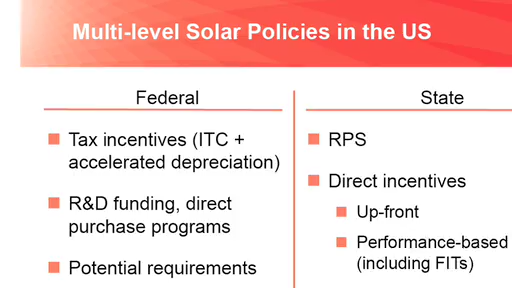 Multi-level Solar Policies in the US
Federal
Tax incentives (ITC +
accelerated depreciation)
R&D funding, direct
purchase programs
Potential requirements
State
RPS
Direct incentives
Up-front
Performance-based
(including FITs)